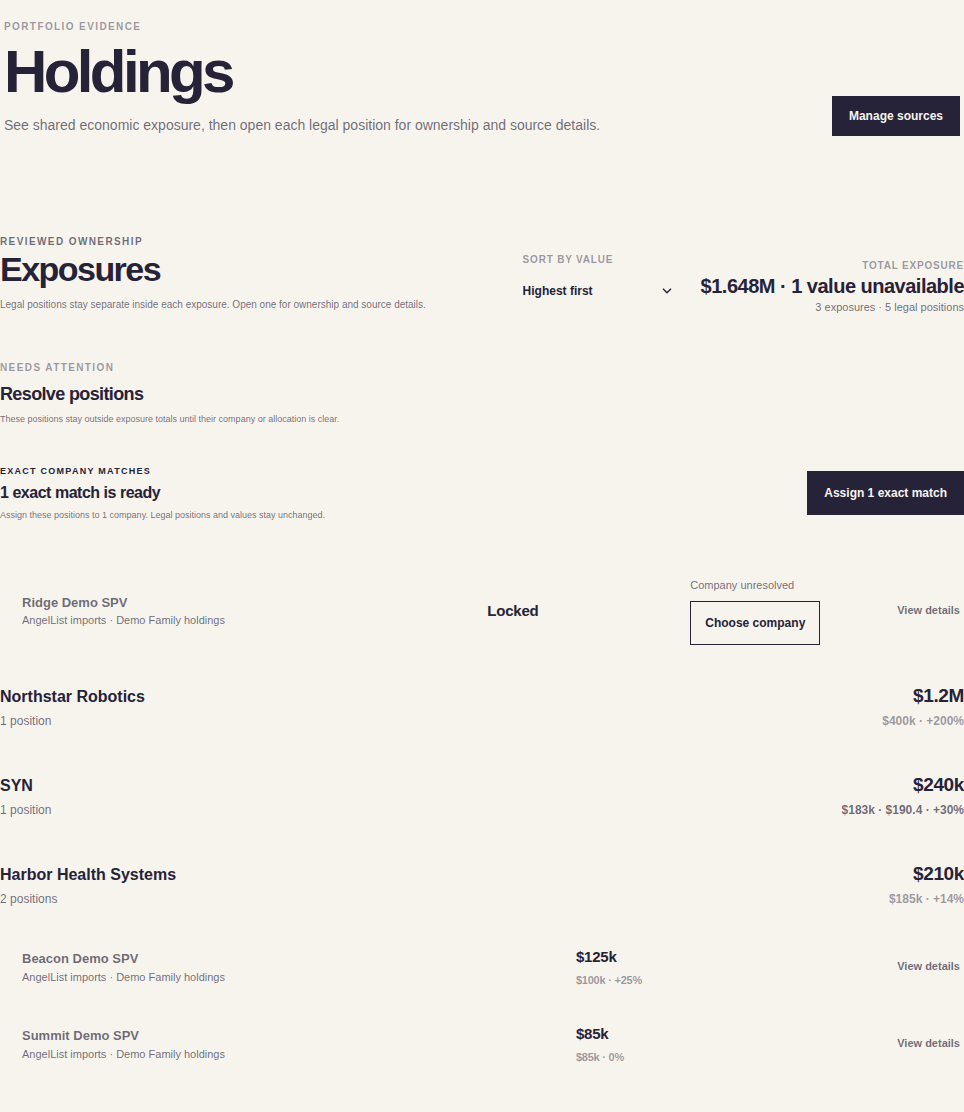 PORTFOLIO EVIDENCE
Holdings
See shared economic exposure, then open each legal position for ownership and source details.
Manage sources
REVIEWED OWNERSHIP
Exposures
Legal positions stay separate inside each exposure. Open one for ownership and source details.
SORT BY VALUE
Highest first
TOTAL EXPOSURE
$1.648M · 1 value unavailable
3 exposures · 5 legal positions
NEEDS ATTENTION
Resolve positions
These positions stay outside exposure totals until their company or allocation is clear.
EXACT COMPANY MATCHES
1 exact match is ready
Assign these positions to 1 company. Legal positions and values stay unchanged.
Assign 1 exact match
Ridge Demo SPV
AngelList imports · Demo Family holdings
Locked
Company unresolved
Choose company
View details
Northstar Robotics
1 position
$1.2M
$400k · +200%
SYN
1 position
$240k
$183k · $190.4 · +30%
Harbor Health Systems
2 positions
$210k
$185k · +14%
Beacon Demo SPV
AngelList imports · Demo Family holdings
$125k
$100k · +25%
View details
Summit Demo SPV
AngelList imports · Demo Family holdings
$85k
$85k · 0%
View details